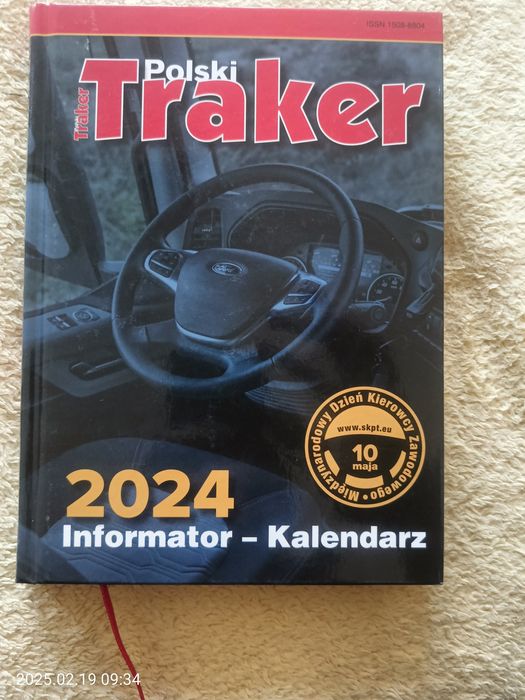 ISSN 1508-8804
Polski
Traker
Traker
Ford
Międzynarodowy Dzień Kierowcy Zawodowego •
www.skpt.eu
10
maja
2024
Informator – Kalendarz
2025.02.19 09:34